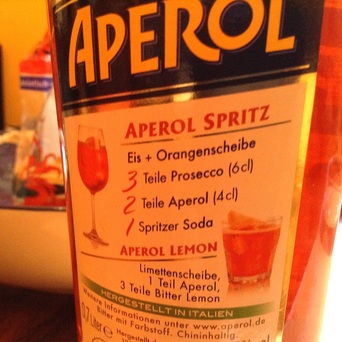 APEROL
APEROL SPRITZ
Eis + Orangenscheibe
3 Teile Prosecco (6cl)
2 Teile Aperol (4cl)
1 Spritzer Soda
APEROL LEMON
Limettenscheibe,
1 Teil Aperol,
3 Teile Bitter Lemon
HERGESTELLT IN ITALIEN
Weitere Informationen unter www.aperol.de
Bitter mit Farbstoff. Chininhaltig.
0,7 Liter
Hergestellt